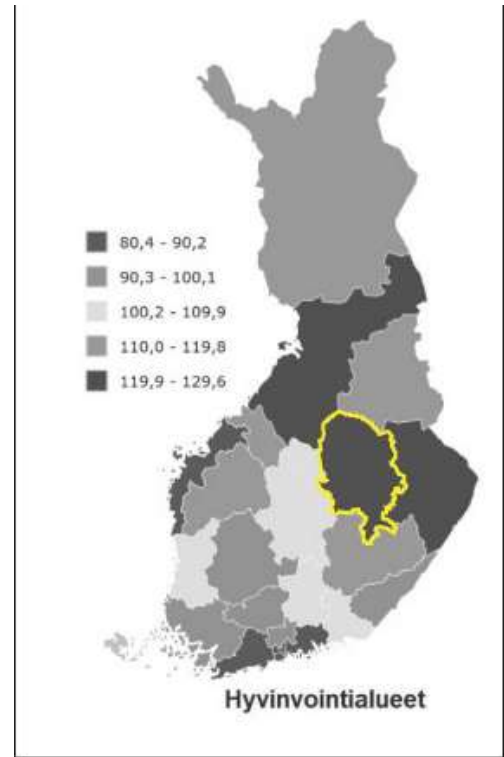 80,4 - 90,2
90,3 - 100,1
100,2 - 109,9
110,0 - 119,8
119,9 - 129,6
Hyvinvointialueet